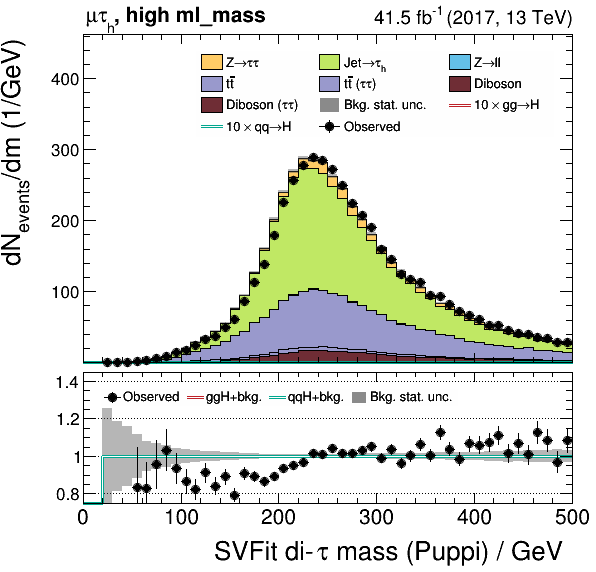 μτh, high ml_mass 41.5 fb⁻¹ (2017, 13 TeV)
dNevents/dm (1/GeV)
400
300
200
100
Z→ττ Jet→τh Z→ll
tt̄ tt̄ (ττ) Diboson
Diboson (ττ) Bkg. stat. unc. 10 × gg→H
10 × qq→H Observed
1.4
1.2
1
0.8
Observed ggH+bkg. qqH+bkg. Bkg. stat. unc.
0 100 200 300 400 500
SVFit di-τ mass (Puppi) / GeV